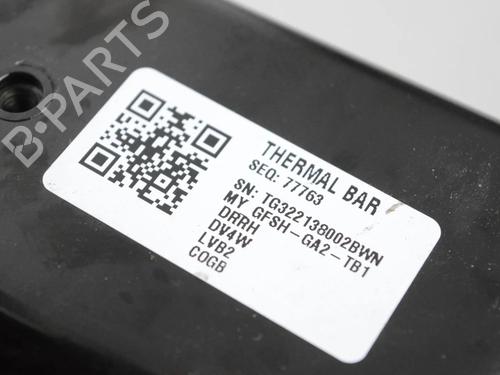 B-PARTS
THERMAL BAR
SEQ: 77763
SN: TG322138002BWN
MY GFSH-GA2-TB1
DRRH
DV4W
LVB2
COGB